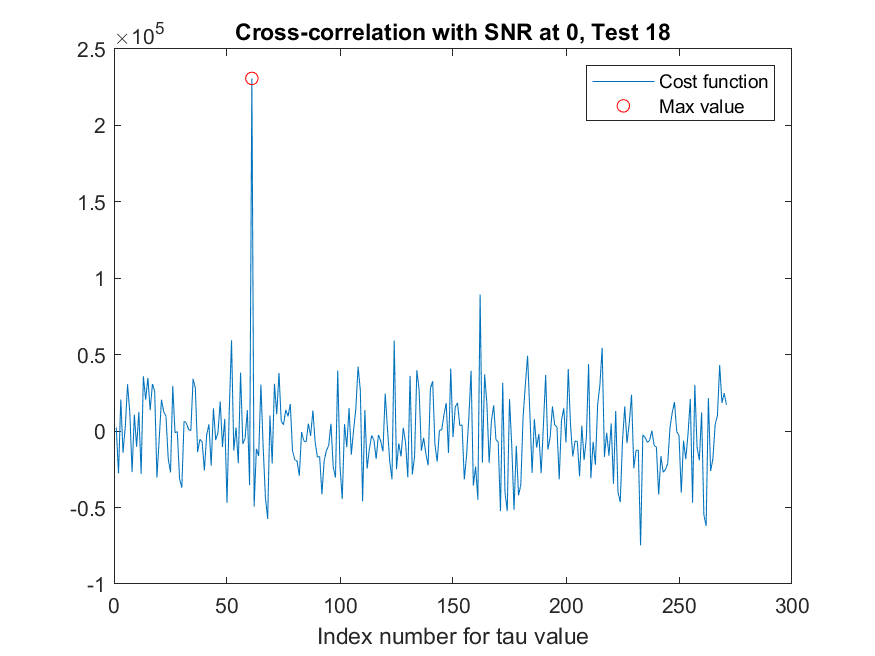 Cross-correlation with SNR at 0, Test 18
×10^5
2.5
2
1.5
1
0.5
0
-0.5
-1
0 50 100 150 200 250 300
Index number for tau value
Cost function
Max value